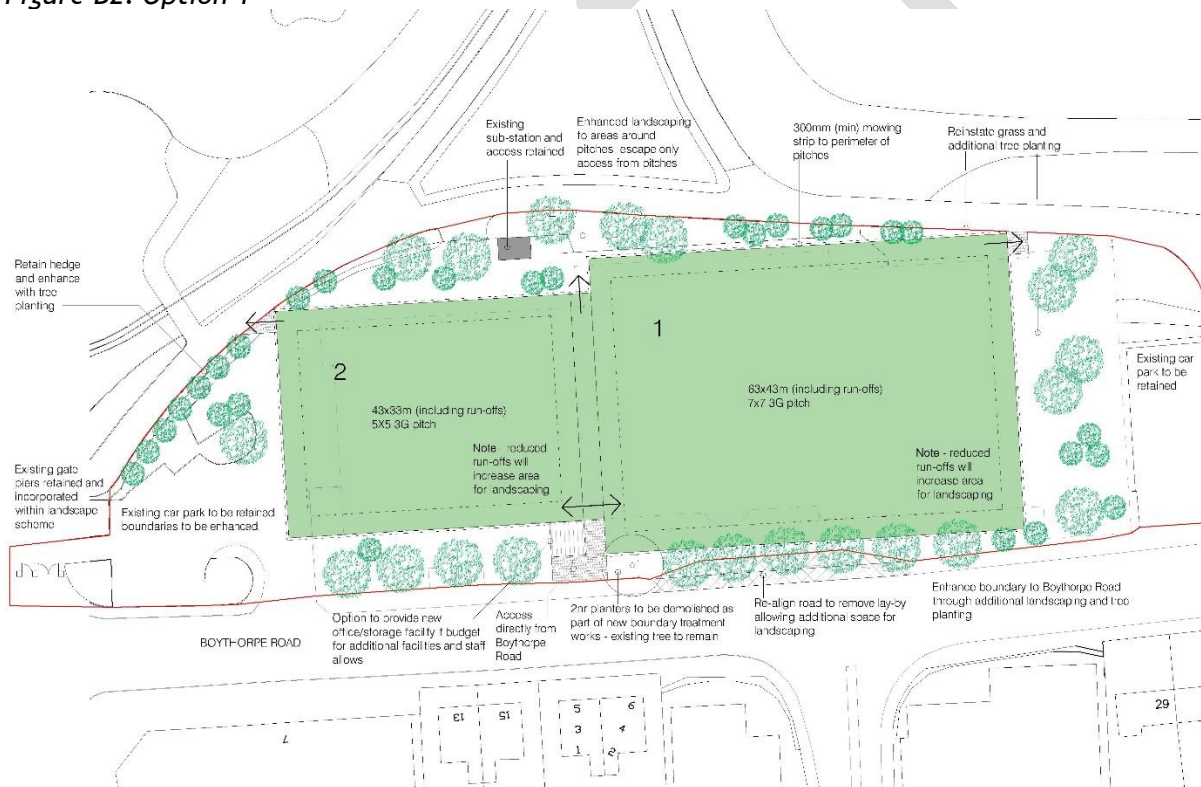 Figure B2: Option 1
Existing
sub-station and
access retained
Enhanced landscaping
to areas around
pitches, escape only
access from pitches
300mm (min) mowing
strip to perimeter of
pitches
Reinstate grass and
additional tree planting
Retain hedge
and enhance
with tree
planting
1
2
63x43m (including run-offs)
7x7 3G pitch
43x33m (including run-offs)
5X5 3G pitch
Existing car
park to be
retained
Note - reduced
run-offs will
increase area
for landscaping
Note - reduced
run-offs will
increase area
for landscaping
Existing gate
piers retained and
incorporated
within landscape
scheme
Existing car park to be retained
boundaries to be enhanced.
BOYTHORPE ROAD
Option to provide new
office/storage facility if budget
for additional facilities and staff
allows
Access
directly from
Boythorpe
Road
2nr planters to be demolished as
part of new boundary treatment
works - existing tree to remain
Re-align road to remove lay-by
allowing additional space for
landscaping
Enhance boundary to Boythorpe Road
through additional landscaping and tree
planting
7
13
15
5
6
3
4
1
2
29